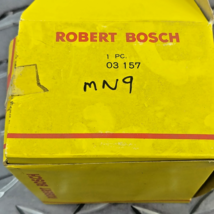 ROBERT BOSCH
1 PC.
03 157
MN9